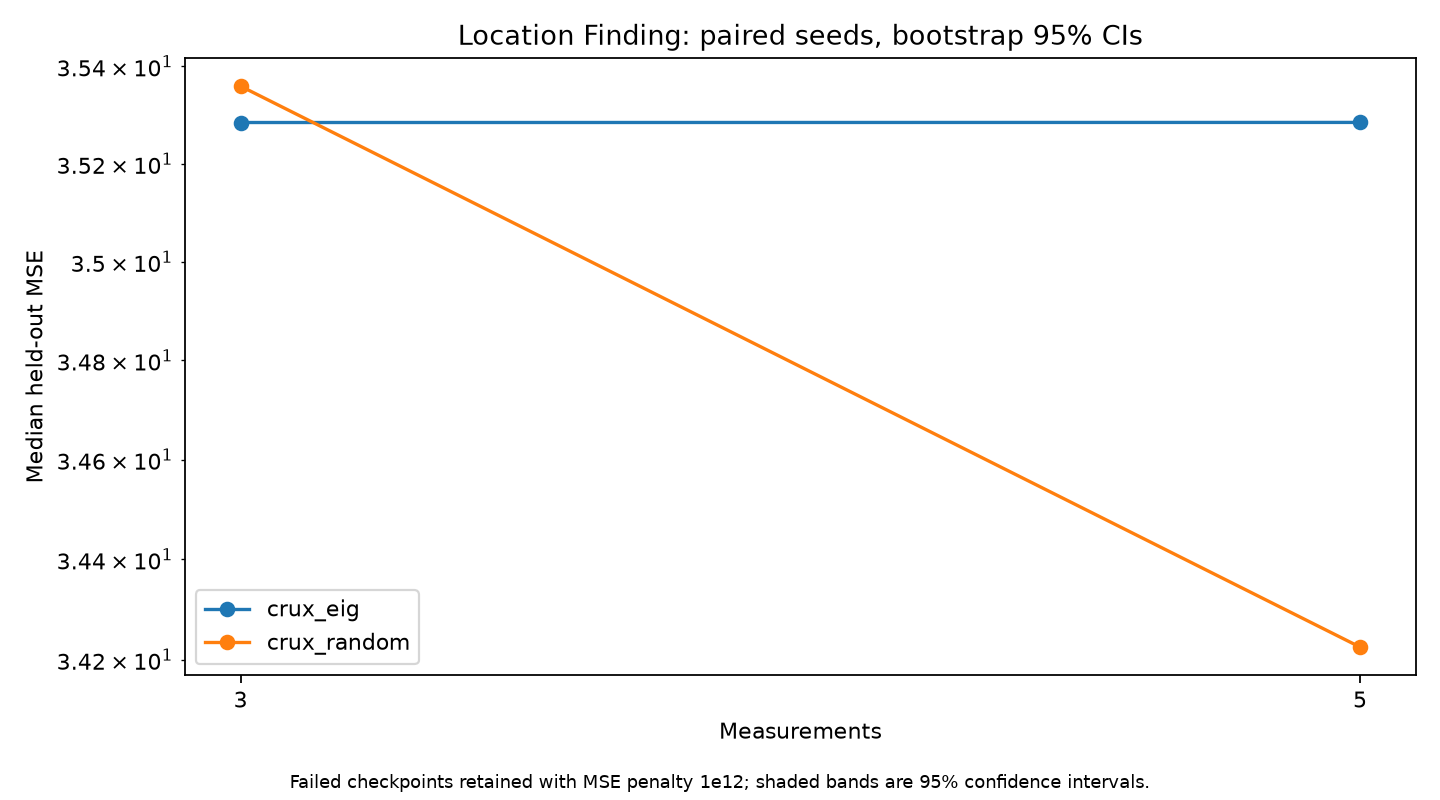 Location Finding: paired seeds, bootstrap 95% CIs
Median held-out MSE
3.54 × 10¹
3.52 × 10¹
3.5 × 10¹
3.48 × 10¹
3.46 × 10¹
3.44 × 10¹
3.42 × 10¹
crux_eig
crux_random
3 5
Measurements
Failed checkpoints retained with MSE penalty 1e12; shaded bands are 95% confidence intervals.